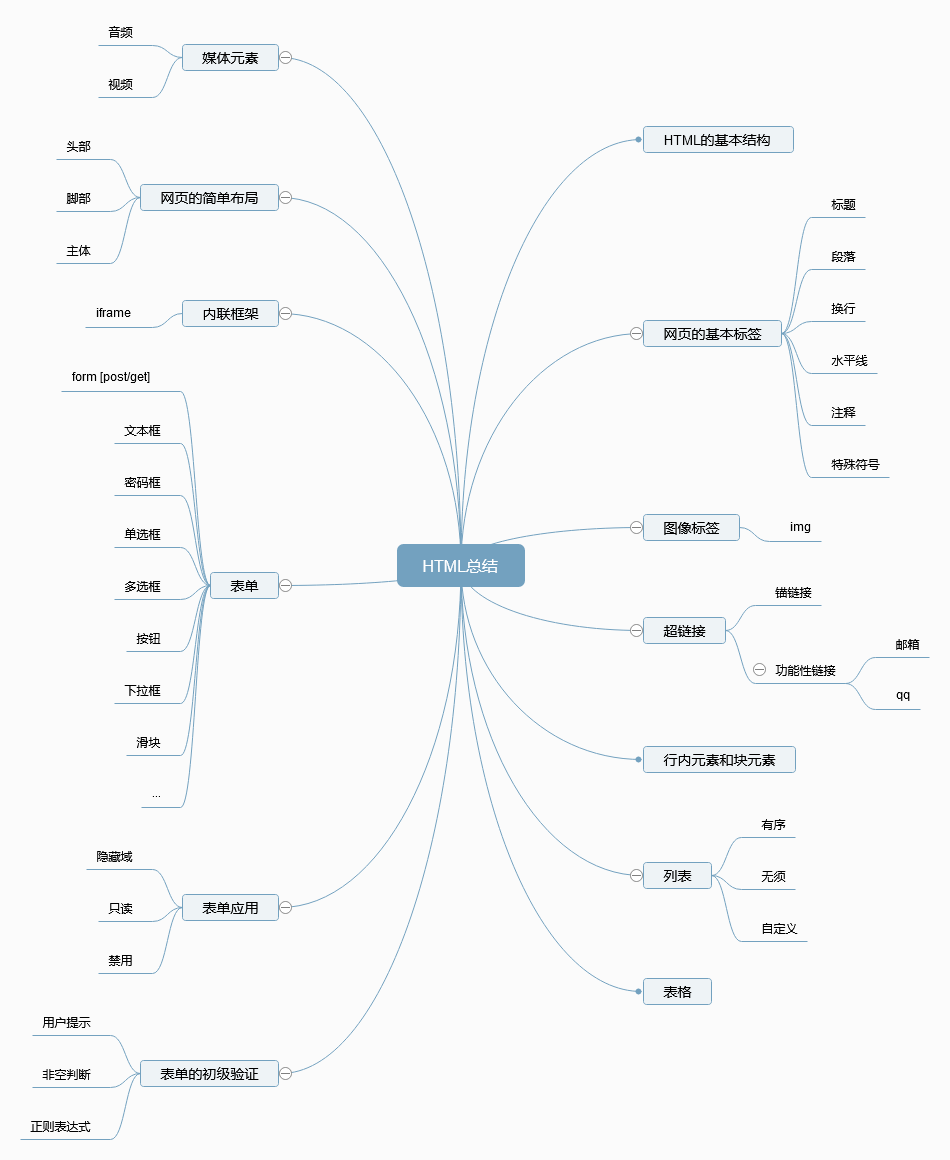 HTML总结
HTML的基本结构
网页的基本标签
标题
段落
换行
水平线
注释
特殊符号
图像标签
img
超链接
锚链接
功能性链接
邮箱
qq
行内元素和块元素
列表
有序
无须
自定义
表格
媒体元素
音频
视频
网页的简单布局
头部
脚部
主体
内联框架
iframe
表单
form [post/get]
文本框
密码框
单选框
多选框
按钮
下拉框
滑块
...
表单应用
隐藏域
只读
禁用
表单的初级验证
用户提示
非空判断
正则表达式